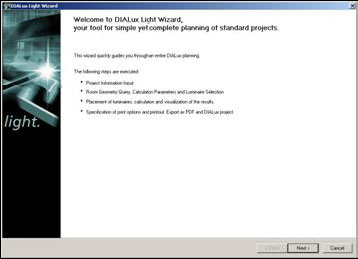 DIALux Light Wizard
Welcome to DIALux Light Wizard,
your tool for simple yet complete planning of standard projects.
This wizard quickly guides you through an entire DIALux planning.
The following steps are executed:
• Project Information Input
• Room Geometry Query, Calculation Parameters and Luminaire Selection
• Placement of luminaires, calculation and visualization of the results.
• Specification of print options and printout. Export as PDF and DIALux project.
light.
< Back
Next >
Cancel